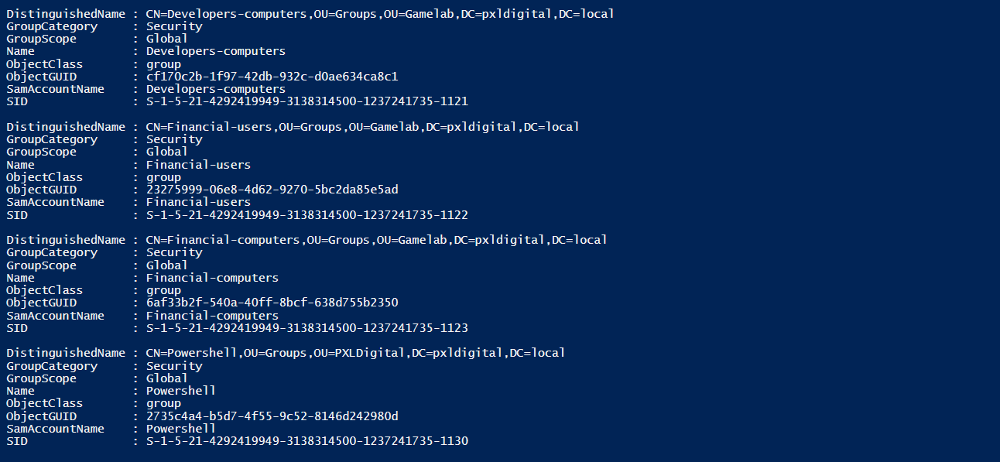 DistinguishedName : CN=Developers-computers,OU=Groups,OU=Gamelab,DC=pxldigital,DC=local
GroupCategory     : Security
GroupScope        : Global
Name              : Developers-computers
ObjectClass       : group
ObjectGUID        : cf170c2b-1f97-42db-932c-d0ae634ca8c1
SamAccountName    : Developers-computers
SID               : S-1-5-21-4292419949-3138314500-1237241735-1121

DistinguishedName : CN=Financial-users,OU=Groups,OU=Gamelab,DC=pxldigital,DC=local
GroupCategory     : Security
GroupScope        : Global
Name              : Financial-users
ObjectClass       : group
ObjectGUID        : 23275999-06e8-4d62-9270-5bc2da85e5ad
SamAccountName    : Financial-users
SID               : S-1-5-21-4292419949-3138314500-1237241735-1122

DistinguishedName : CN=Financial-computers,OU=Groups,OU=Gamelab,DC=pxldigital,DC=local
GroupCategory     : Security
GroupScope        : Global
Name              : Financial-computers
ObjectClass       : group
ObjectGUID        : 6af33b2f-540a-40ff-8bcf-638d755b2350
SamAccountName    : Financial-computers
SID               : S-1-5-21-4292419949-3138314500-1237241735-1123

DistinguishedName : CN=Powershell,OU=Groups,OU=PXLDigital,DC=pxldigital,DC=local
GroupCategory     : Security
GroupScope        : Global
Name              : Powershell
ObjectClass       : group
ObjectGUID        : 2735c4a4-b5d7-4f55-9c52-8146d242980d
SamAccountName    : Powershell
SID               : S-1-5-21-4292419949-3138314500-1237241735-1130